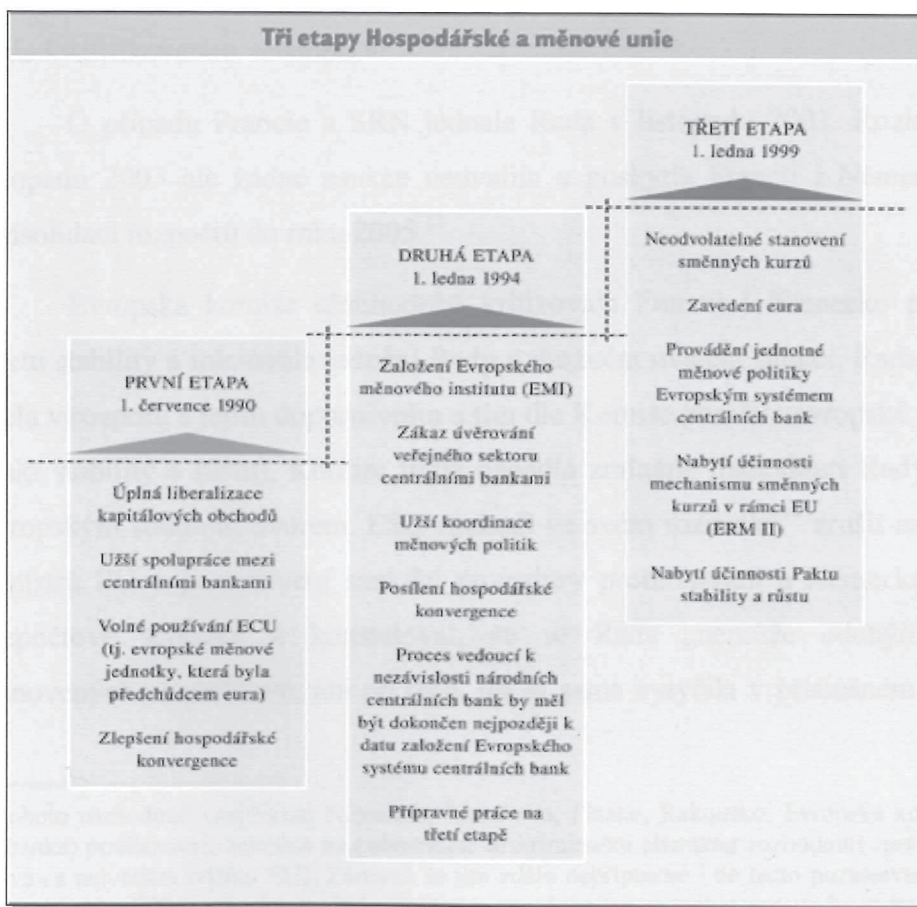 Tři etapy Hospodářské a měnové unie
PRVNÍ ETAPA
1. července 1990
Úplná liberalizace
kapitálových obchodů
Užší spolupráce mezi
centrálními bankami
Volné používání ECU
(tj. evropské měnové
jednotky, která byla
předchůdcem eura)
Zlepšení hospodářské
konvergence
DRUHÁ ETAPA
1. ledna 1994
Založení Evropského
měnového institutu (EMI)
Zákaz úvěrování
veřejného sektoru
centrálními bankami
Užší koordinace
měnových politik
Posílení hospodářské
konvergence
Proces vedoucí k
nezávislosti národních
centrálních bank by měl
být dokončen nejpozději k
datu založení Evropského
systému centrálních bank
Přípravné práce na
třetí etapě
TŘETÍ ETAPA
1. ledna 1999
Neodvolatelné stanovení
směnných kurzů
Zavedení eura
Provádění jednotné
měnové politiky
Evropským systémem
centrálních bank
Nabytí účinnosti
mechanismu směnných
kurzů v rámci EU
(ERM II)
Nabytí účinnosti Paktu
stability a růstu